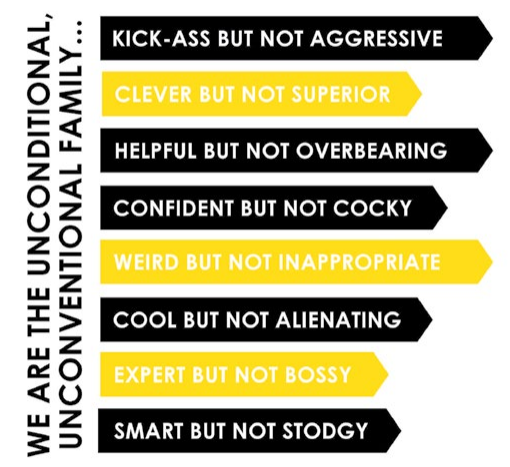 WE ARE THE UNCONDITIONAL,
UNCONVENTIONAL FAMILY...
KICK-ASS BUT NOT AGGRESSIVE
CLEVER BUT NOT SUPERIOR
HELPFUL BUT NOT OVERBEARING
CONFIDENT BUT NOT COCKY
WEIRD BUT NOT INAPPROPRIATE
COOL BUT NOT ALIENATING
EXPERT BUT NOT BOSSY
SMART BUT NOT STODGY